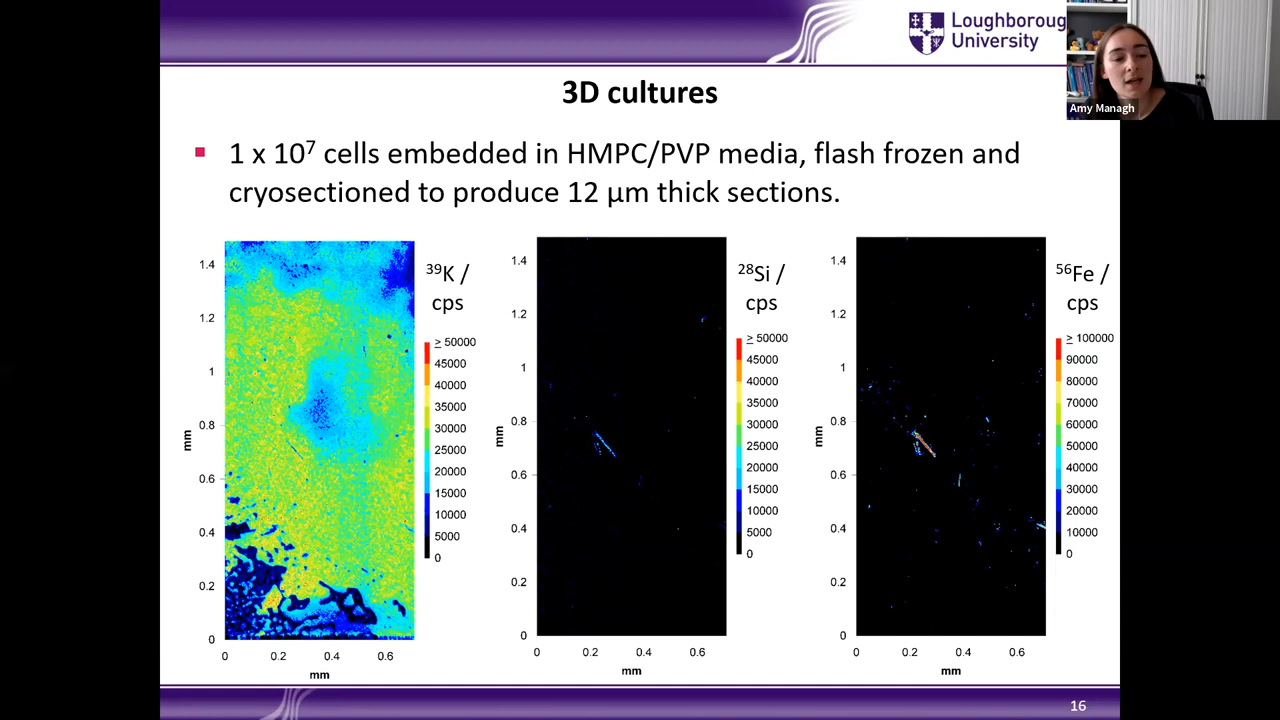 Loughboroug
University
Amy Managh
3D cultures
1 x 10⁷ cells embedded in HMPC/PVP media, flash frozen and
cryosectioned to produce 12 µm thick sections.
1.4
1.2
1
0.8
0.6
0.4
0.2
0
mm
0 0.2 0.4 0.6
mm
³⁹K /
cps
≥ 50000
45000
40000
35000
30000
25000
20000
15000
10000
5000
0
1.4
1.2
1
0.8
0.6
0.4
0.2
0
mm
0 0.2 0.4 0.6
mm
²⁸Si /
cps
≥ 50000
45000
40000
35000
30000
25000
20000
15000
10000
5000
0
1.4
1.2
1
0.8
0.6
0.4
0.2
0
mm
0 0.2 0.4 0.6
mm
⁵⁶Fe /
cps
≥ 100000
90000
80000
70000
60000
50000
40000
30000
20000
10000
0
16